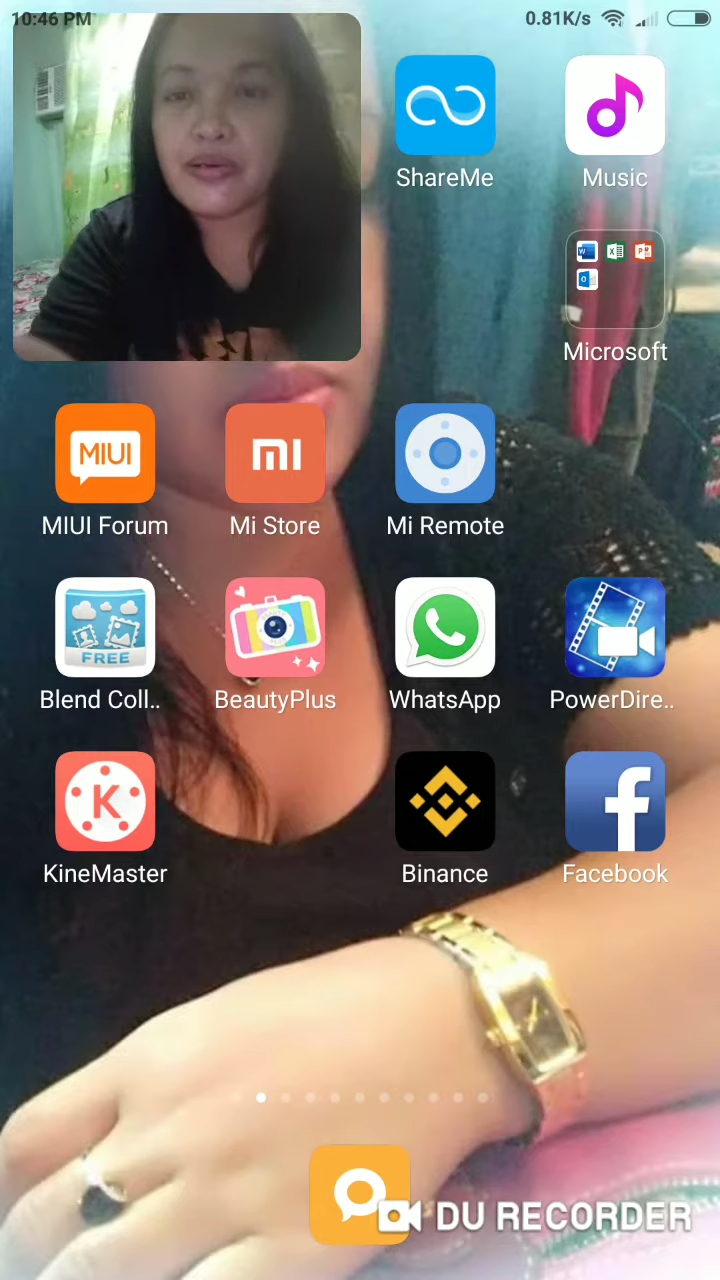 10:46 PM 0.81K/s
ShareMe Music
Microsoft
MIUI
mi
MIUI Forum Mi Store Mi Remote
FREE
Blend Coll.. BeautyPlus WhatsApp PowerDire..
K
KineMaster Binance Facebook
DU RECORDER